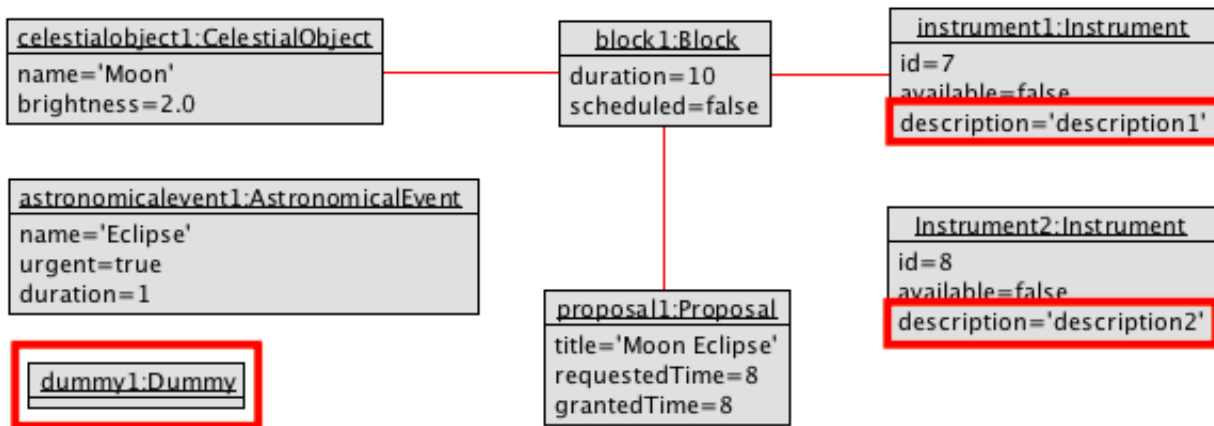 celestialobject1:CelestialObject
name='Moon'
brightness=2.0
block1:Block
duration=10
scheduled=false
instrument1:Instrument
id=7
available=false
description='description1'
astronomicalevent1:AstronomicalEvent
name='Eclipse'
urgent=true
duration=1
Instrument2:Instrument
id=8
available=false
description='description2'
proposal1:Proposal
title='Moon Eclipse'
requestedTime=8
grantedTime=8
dummy1:Dummy